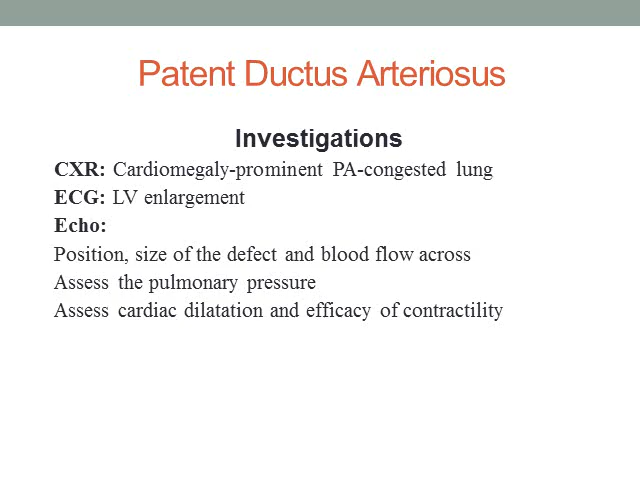 Patent Ductus Arteriosus
Investigations
CXR: Cardiomegaly-prominent PA-congested lung
ECG: LV enlargement
Echo:
Position, size of the defect and blood flow across
Assess the pulmonary pressure
Assess cardiac dilatation and efficacy of contractility